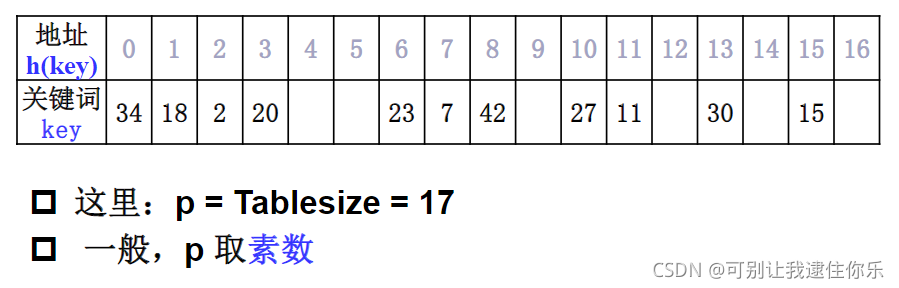 地址 h(key) 0 1 2 3 4 5 6 7 8 9 10 11 12 13 14 15 16
关键词 key 34 18 2 20 23 7 42 27 11 30 15
这里：p = Tablesize = 17
一般，p 取素数
CSDN @可别让我逮住你乐